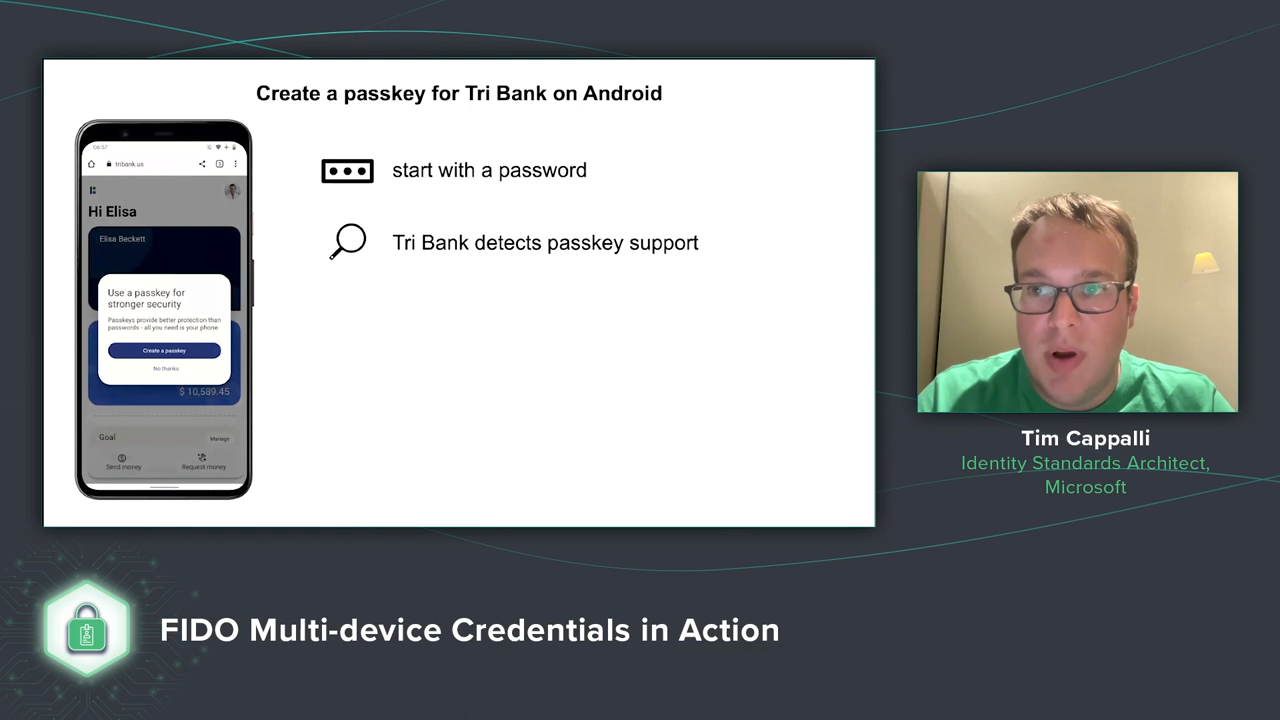 Create a passkey for Tri Bank on Android
06:57
tribank.us
Hi Elisa
Elisa Beckett
Use a passkey for
stronger security
Passkeys provide better protection than
passwords - all you need is your phone.
Create a passkey
No thanks
$ 10,589.45
Goal
Manage
Send money
Request money
start with a password
Tri Bank detects passkey support
Tim Cappalli
Identity Standards Architect,
Microsoft
FIDO Multi-device Credentials in Action